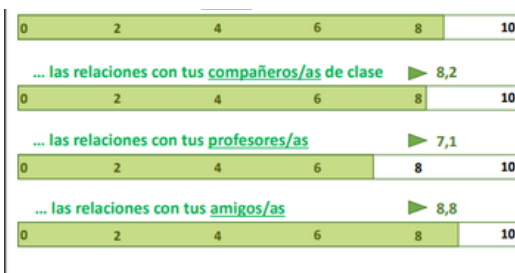 0 2 4 6 8 10
... las relaciones con tus compañeros/as de clase 8,2
0 2 4 6 8 10
... las relaciones con tus profesores/as 7,1
0 2 4 6 8 10
... las relaciones con tus amigos/as 8,8
0 2 4 6 8 10